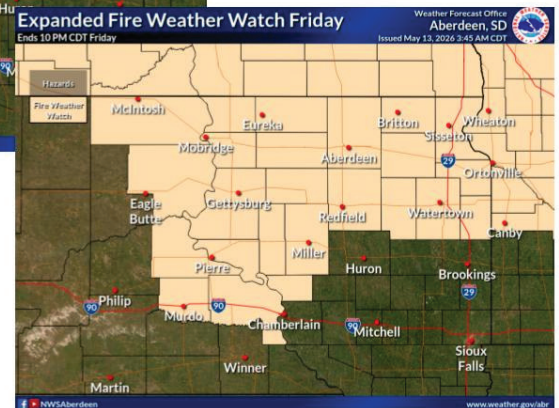 Hu
90
Expanded Fire Weather Watch Friday
Ends 10 PM CDT Friday
Weather Forecast Office
Aberdeen, SD
Issued May 13, 2026 3:45 AM CDT
Hazards
Fire Weather
Watch
McIntosh
Eureka
Britton
Wheaton
Sisseton
Mobridge
Aberdeen
29
Ortonville
Eagle
Butte
Gettysburg
Redfield
Watertown
Canby
Miller
Pierre
Huron
Brookings
29
Philip
90
Murdo
90
Chamberlain
90
Mitchell
Sioux
Falls
Winner
Martin
NWSAberdeen
www.weather.gov/abr